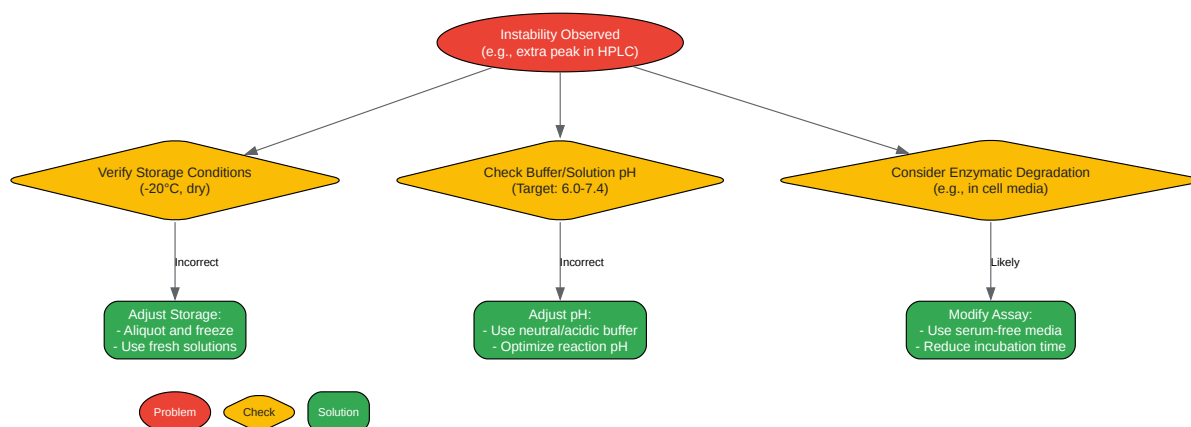 Instability Observed
(e.g., extra peak in HPLC)
Verify Storage Conditions
(-20°C, dry)
Check Buffer/Solution pH
(Target: 6.0-7.4)
Consider Enzymatic Degradation
(e.g., in cell media)
Incorrect
Incorrect
Likely
Adjust Storage:
- Aliquot and freeze
- Use fresh solutions
Adjust pH:
- Use neutral/acidic buffer
- Optimize reaction pH
Modify Assay:
- Use serum-free media
- Reduce incubation time
Problem
Check
Solution